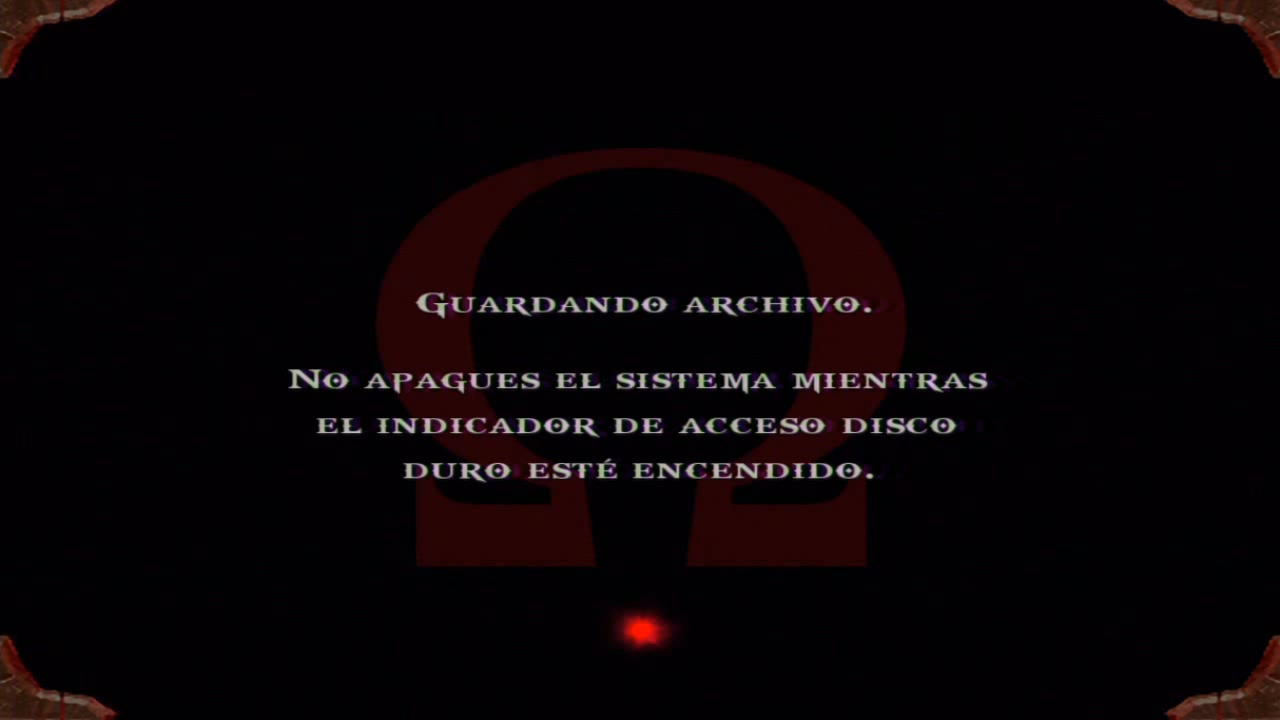 Guardando archivo.
No apagues el sistema mientras
el indicador de acceso disco
duro esté encendido.